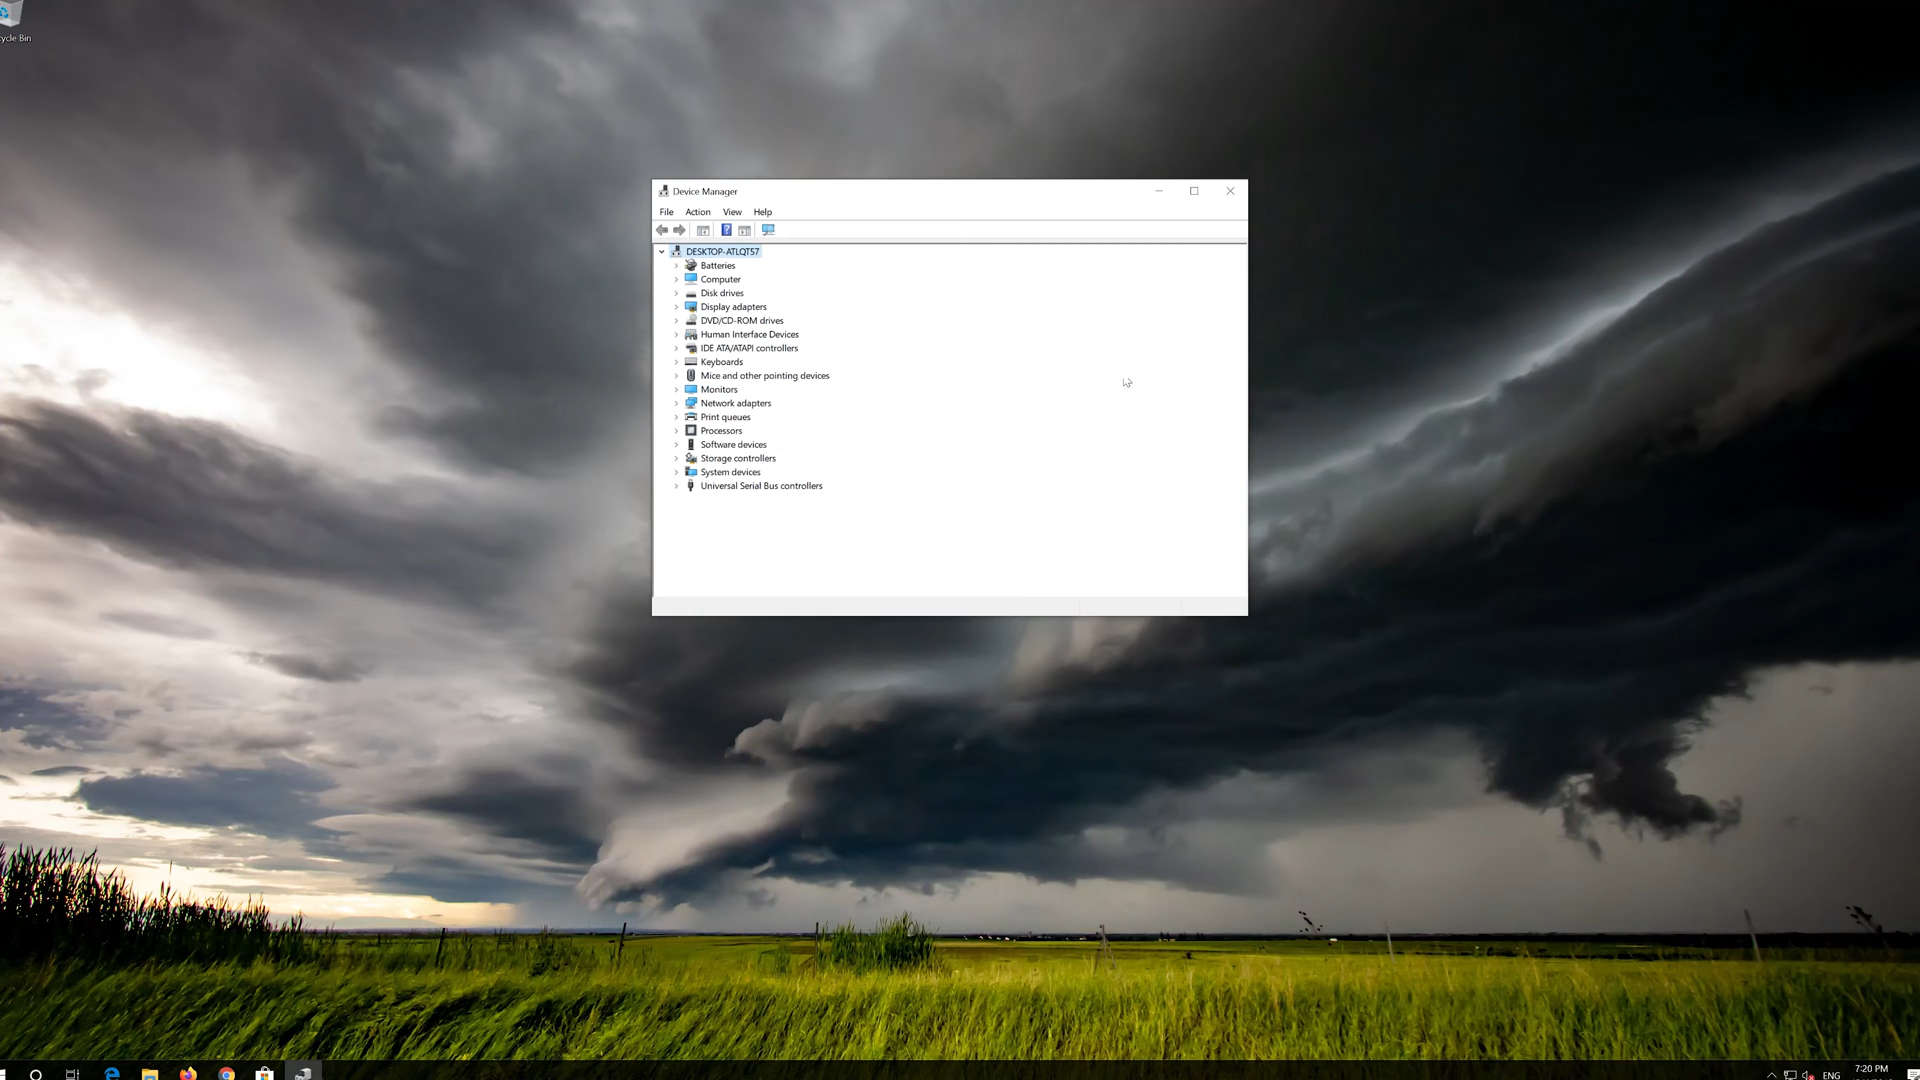 ycle Bin
Device Manager
File Action View Help
DESKTOP-ATLQT57
Batteries
Computer
Disk drives
Display adapters
DVD/CD-ROM drives
Human Interface Devices
IDE ATA/ATAPI controllers
Keyboards
Mice and other pointing devices
Monitors
Network adapters
Print queues
Processors
Software devices
Storage controllers
System devices
Universal Serial Bus controllers
ENG
7:20 PM